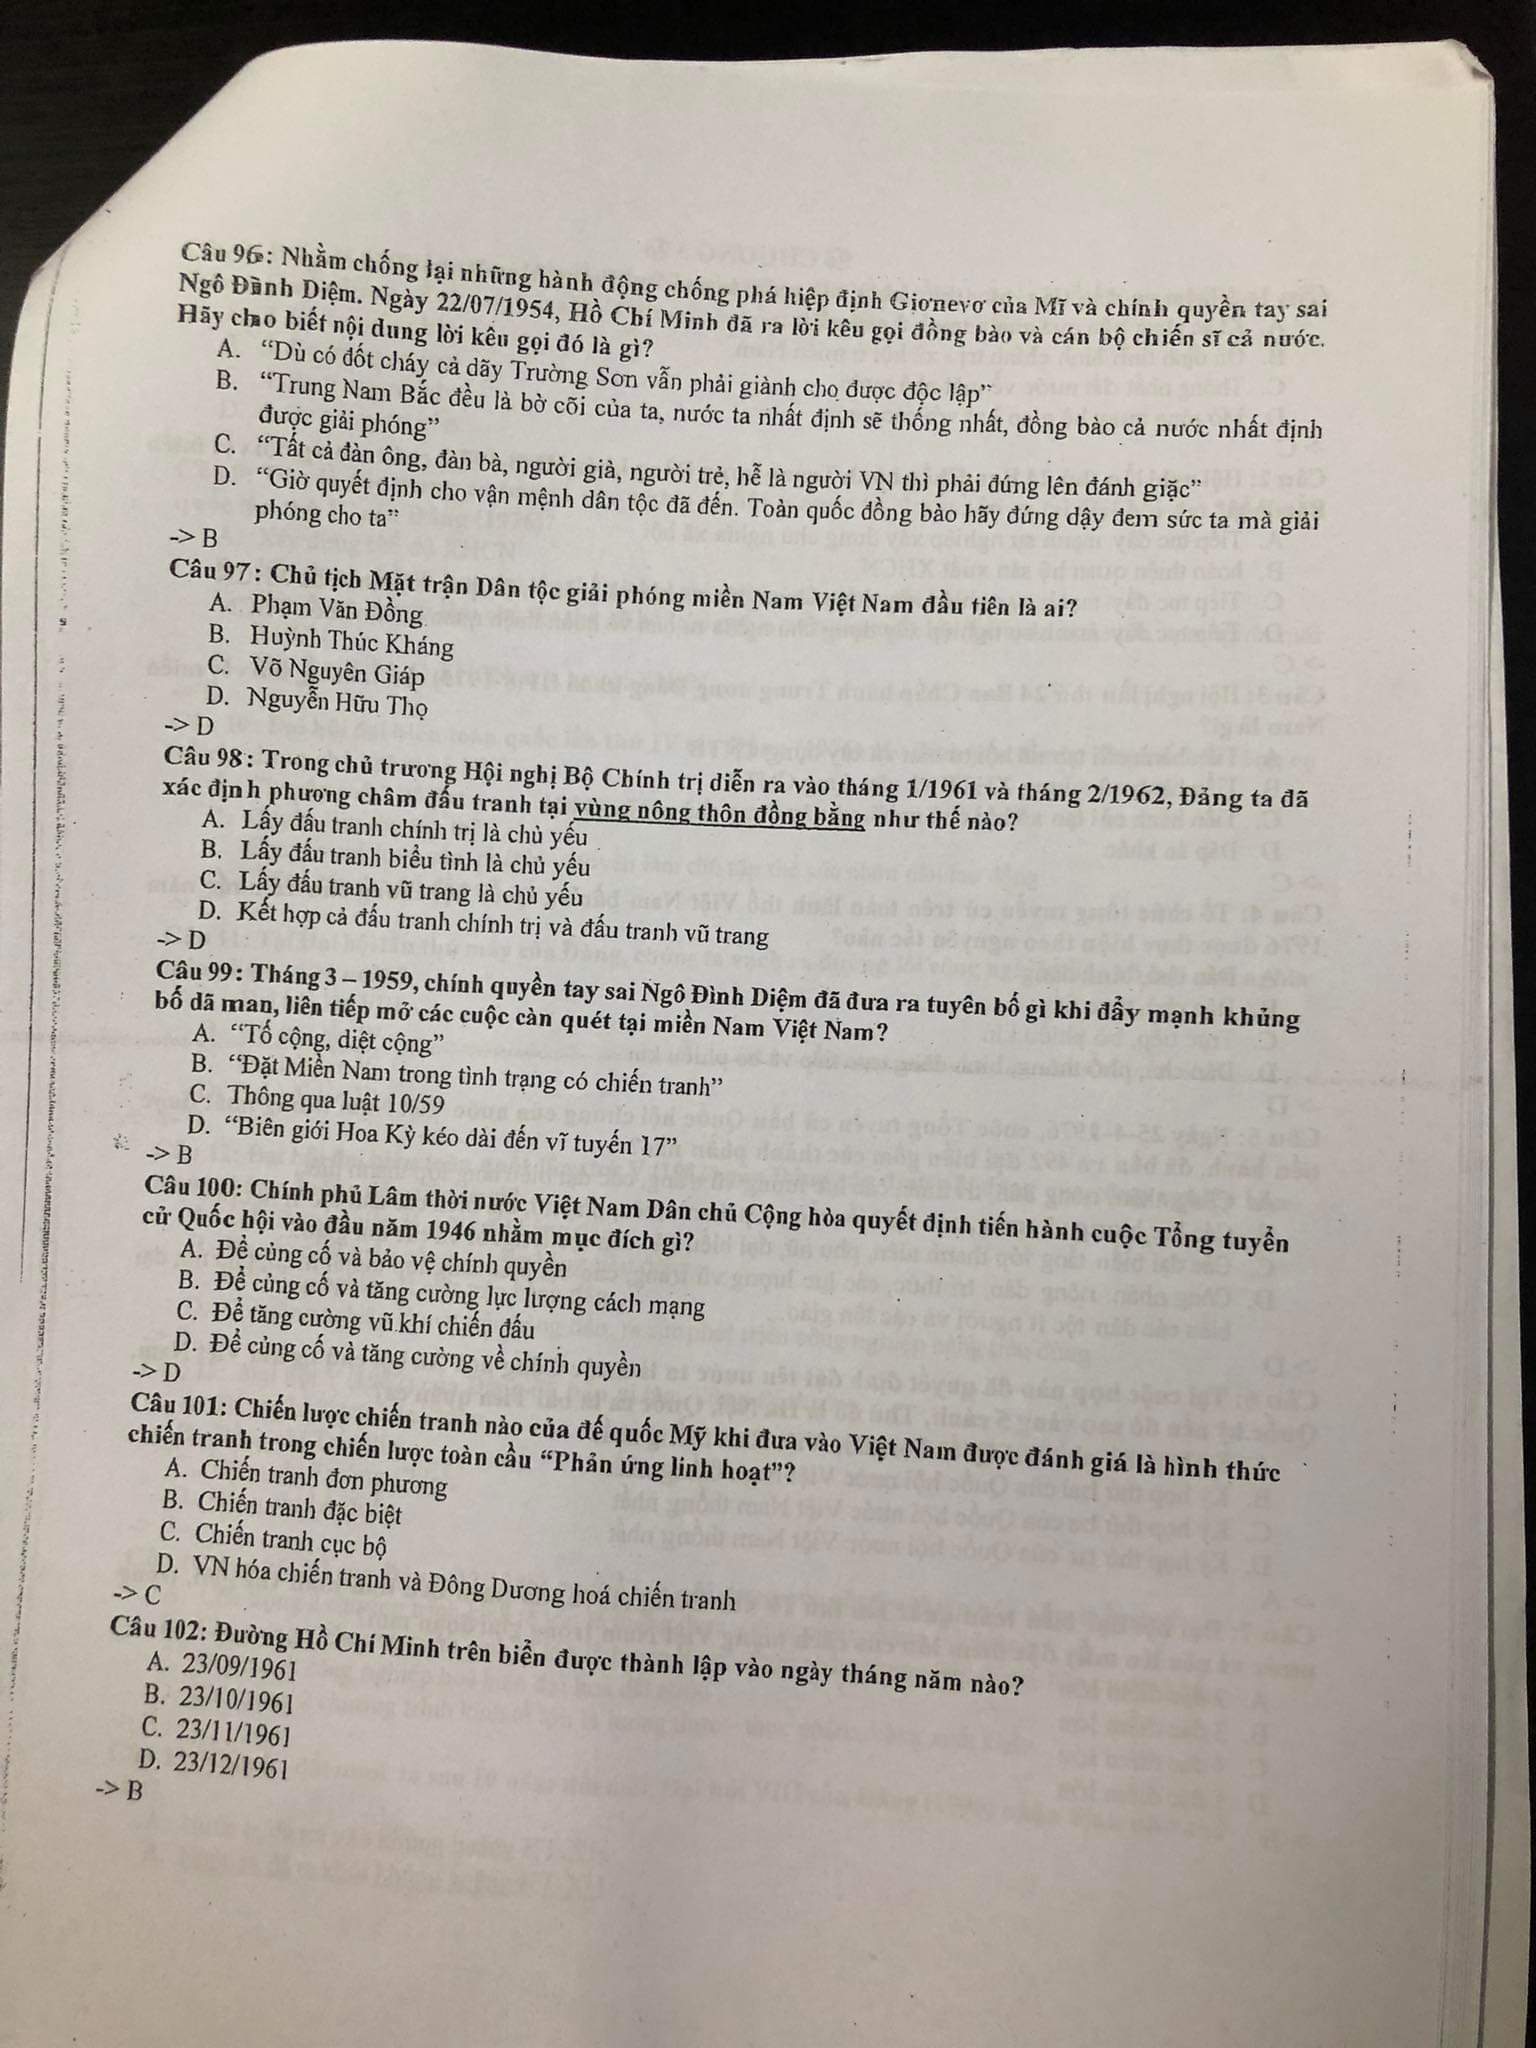 Câu 96: Nhằm chống lại những hành động chống phá hiệp định Giơnevơ của Mĩ và chính quyền tay sai
Ngô Đình Diệm. Ngày 22/07/1954, Hồ Chí Minh đã ra lời kêu gọi đồng bào và cán bộ chiến sĩ cả nước.
Hãy cho biết nội dung lời kêu gọi đó là gì?
A. “Dù có đốt cháy cả dãy Trường Sơn vẫn phải giành cho được độc lập”
B. “Trung Nam Bắc đều là bờ cõi của ta, nước ta nhất định sẽ thống nhất, đồng bào cả nước nhất định
được giải phóng”
C. “Tất cả đàn ông, đàn bà, người già, người trẻ, hễ là người VN thì phải đứng lên đánh giặc”
D. “Giờ quyết định cho vận mệnh dân tộc đã đến. Toàn quốc đồng bào hãy đứng dậy đem sức ta mà giải
phóng cho ta”
-> B
Câu 97: Chủ tịch Mặt trận Dân tộc giải phóng miền Nam Việt Nam đầu tiên là ai?
A. Phạm Văn Đồng
B. Huỳnh Thúc Kháng
C. Võ Nguyên Giáp
D. Nguyễn Hữu Thọ
-> D
Câu 98: Trong chủ trương Hội nghị Bộ Chính trị diễn ra vào tháng 1/1961 và tháng 2/1962, Đảng ta đã
xác định phương châm đấu tranh tại vùng nông thôn đồng bằng như thế nào?
A. Lấy đấu tranh chính trị là chủ yếu
B. Lấy đấu tranh biểu tình là chủ yếu
C. Lấy đấu tranh vũ trang là chủ yếu
D. Kết hợp cả đấu tranh chính trị và đấu tranh vũ trang
-> D
Câu 99: Tháng 3 – 1959, chính quyền tay sai Ngô Đình Diệm đã đưa ra tuyên bố gì khi đẩy mạnh khủng
bố dã man, liên tiếp mở các cuộc càn quét tại miền Nam Việt Nam?
A. “Tố cộng, diệt cộng”
B. “Đặt Miền Nam trong tình trạng có chiến tranh”
C. Thông qua luật 10/59
D. “Biên giới Hoa Kỳ kéo dài đến vĩ tuyến 17”
-> B
Câu 100: Chính phủ Lâm thời nước Việt Nam Dân chủ Cộng hòa quyết định tiến hành cuộc Tổng tuyển
cử Quốc hội vào đầu năm 1946 nhằm mục đích gì?
A. Để củng cố và bảo vệ chính quyền
B. Để củng cố và tăng cường lực lượng cách mạng
C. Để tăng cường vũ khí chiến đấu
D. Để củng cố và tăng cường về chính quyền
-> D
Câu 101: Chiến lược chiến tranh nào của đế quốc Mỹ khi đưa vào Việt Nam được đánh giá là hình thức
chiến tranh trong chiến lược toàn cầu “Phản ứng linh hoạt”?
A. Chiến tranh đơn phương
B. Chiến tranh đặc biệt
C. Chiến tranh cục bộ
D. VN hóa chiến tranh và Đông Dương hoá chiến tranh
-> C
Câu 102: Đường Hồ Chí Minh trên biển được thành lập vào ngày tháng năm nào?
A. 23/09/1961
B. 23/10/1961
C. 23/11/1961
D. 23/12/1961
-> B